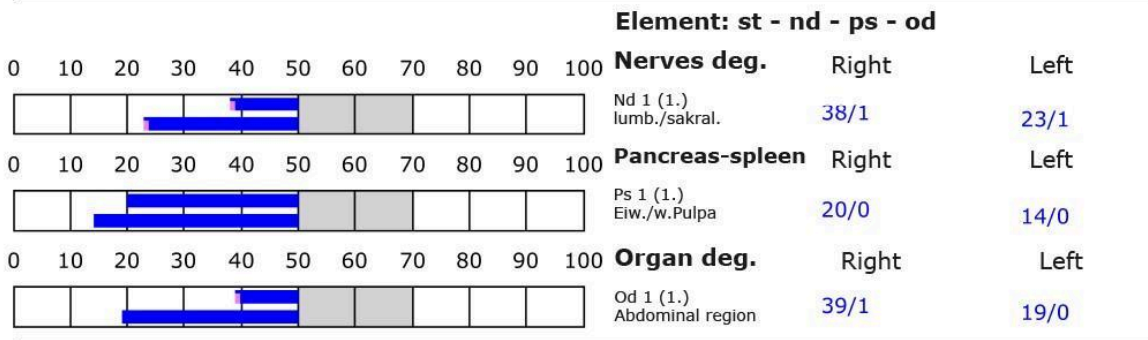 Element: st - nd - ps - od
0 10 20 30 40 50 60 70 80 90 100 Nerves deg. Right Left
Nd 1 (1.)
lumb./sakral. 38/1 23/1
0 10 20 30 40 50 60 70 80 90 100 Pancreas-spleen Right Left
Ps 1 (1.)
Eiw./w.Pulpa 20/0 14/0
0 10 20 30 40 50 60 70 80 90 100 Organ deg. Right Left
Od 1 (1.)
Abdominal region 39/1 19/0